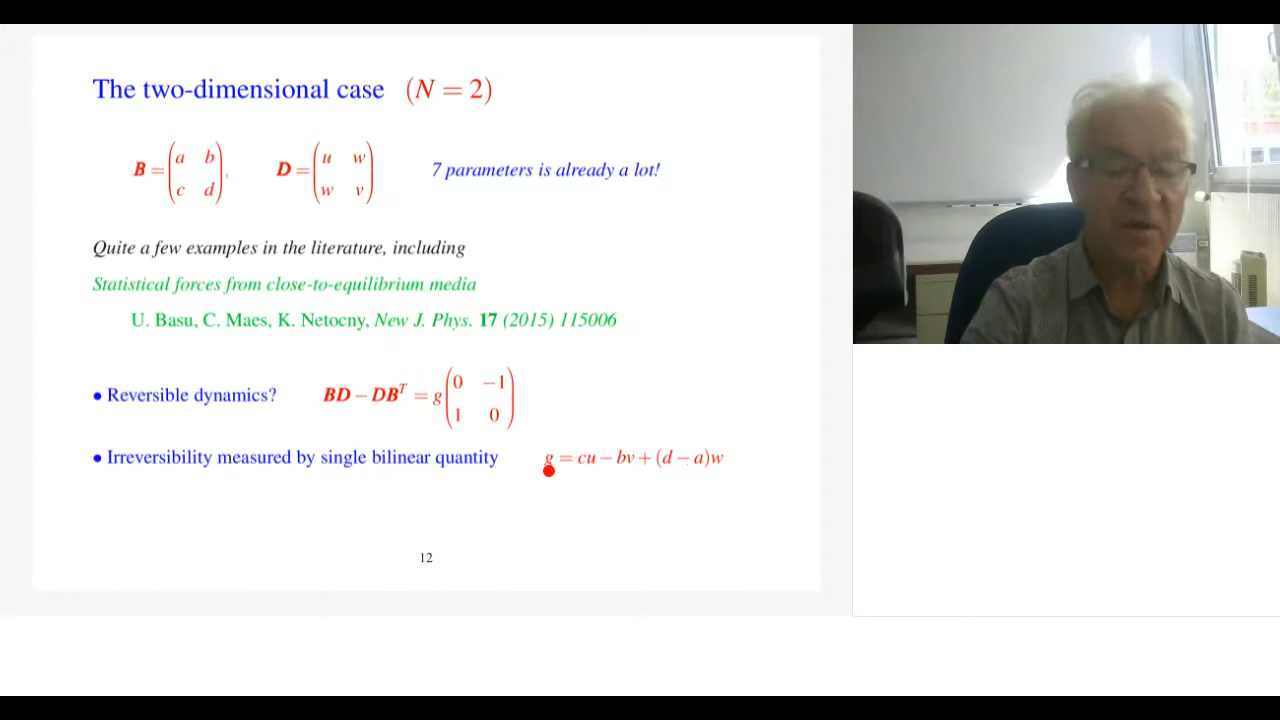 The two-dimensional case (N = 2)
B = (a b c d), D = (u w w v) 7 parameters is already a lot!
Quite a few examples in the literature, including
Statistical forces from close-to-equilibrium media
U. Basu, C. Maes, K. Netocny, New J. Phys. 17 (2015) 115006
• Reversible dynamics? BD − DBᵀ = g (0 −1 1 0)
• Irreversibility measured by single bilinear quantity g = cu − bv + (d − a)w
12